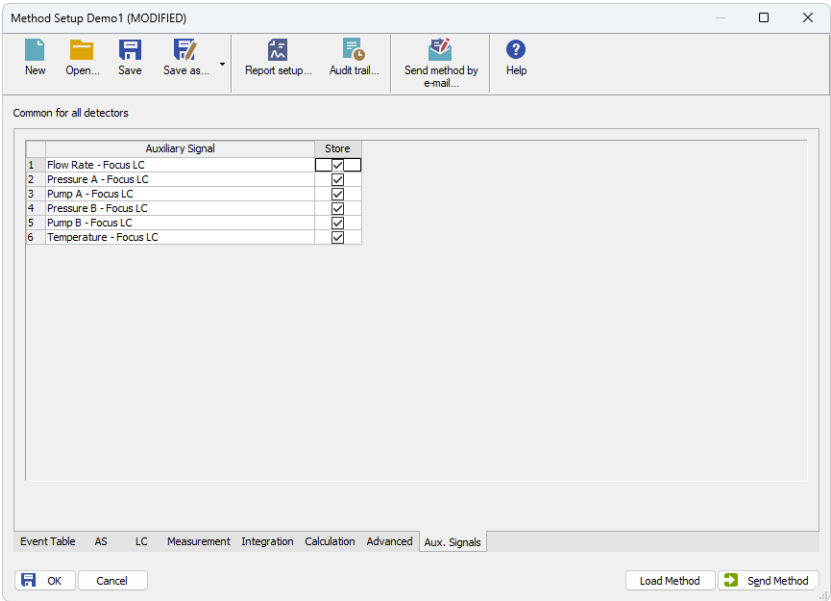 Method Setup Demo1 (MODIFIED)
New Open... Save Save as... Report setup... Audit trail... Send method by e-mail... Help
Common for all detectors
Auxiliary Signal Store
1 Flow Rate - Focus LC
2 Pressure A - Focus LC
3 Pump A - Focus LC
4 Pressure B - Focus LC
5 Pump B - Focus LC
6 Temperature - Focus LC
Event Table AS LC Measurement Integration Calculation Advanced Aux. Signals
OK Cancel Load Method Send Method